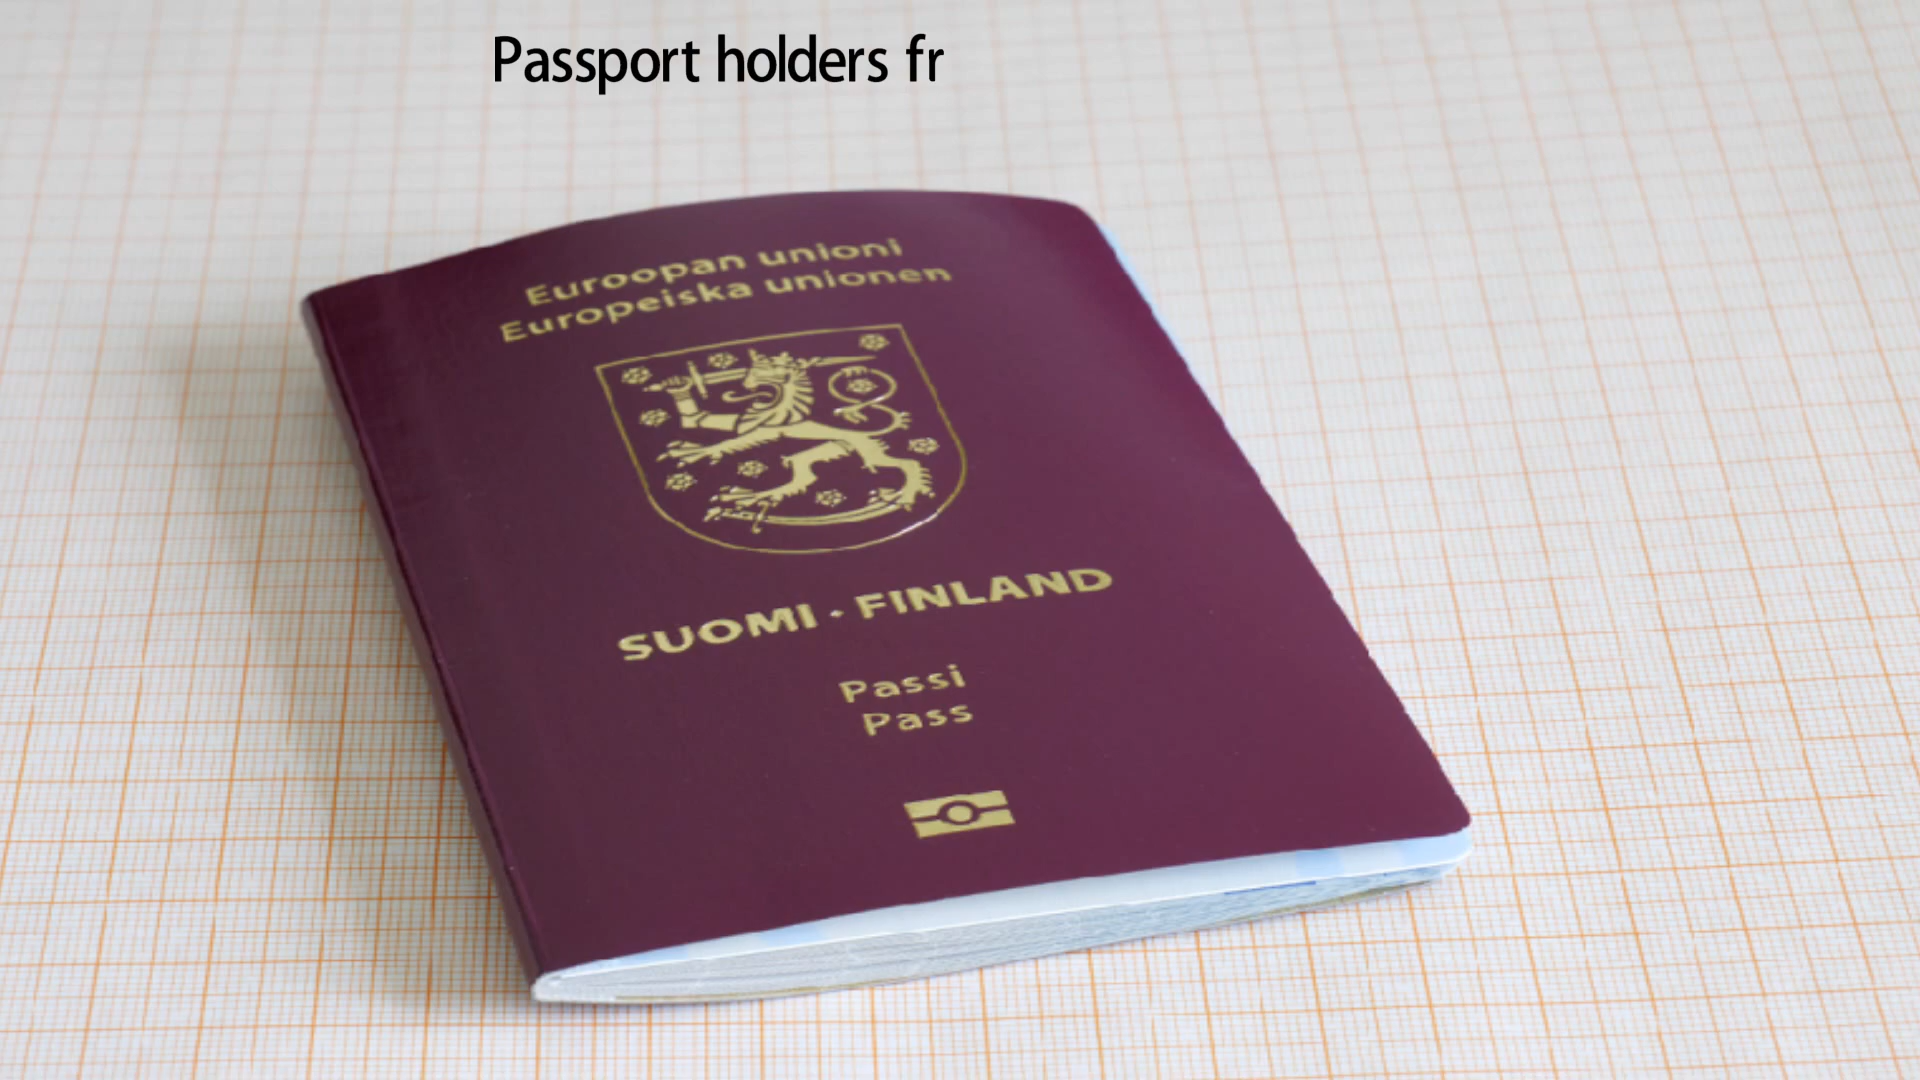 Passport holders fr
Euroopan unioni
Europeiska unionen
SUOMI · FINLAND
Passi
Pass